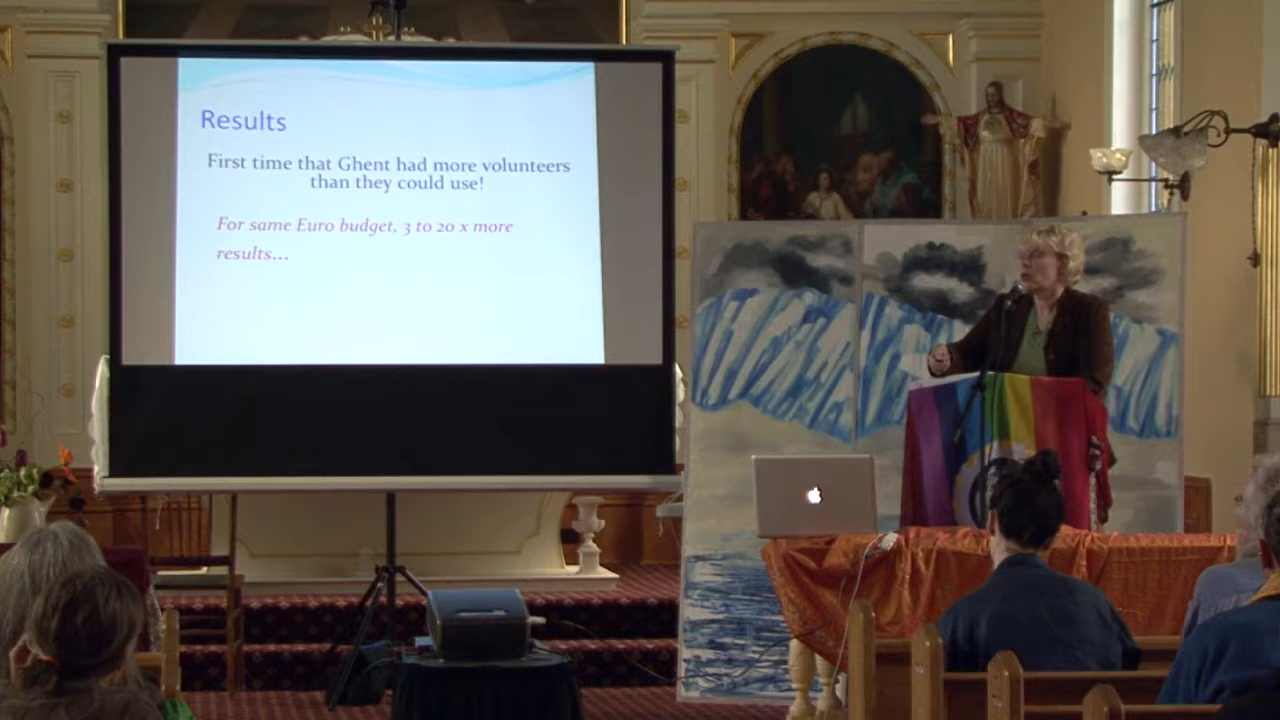 Results
First time that Ghent had more volunteers
than they could use!
For same Euro budget, 3 to 20 x more
results...